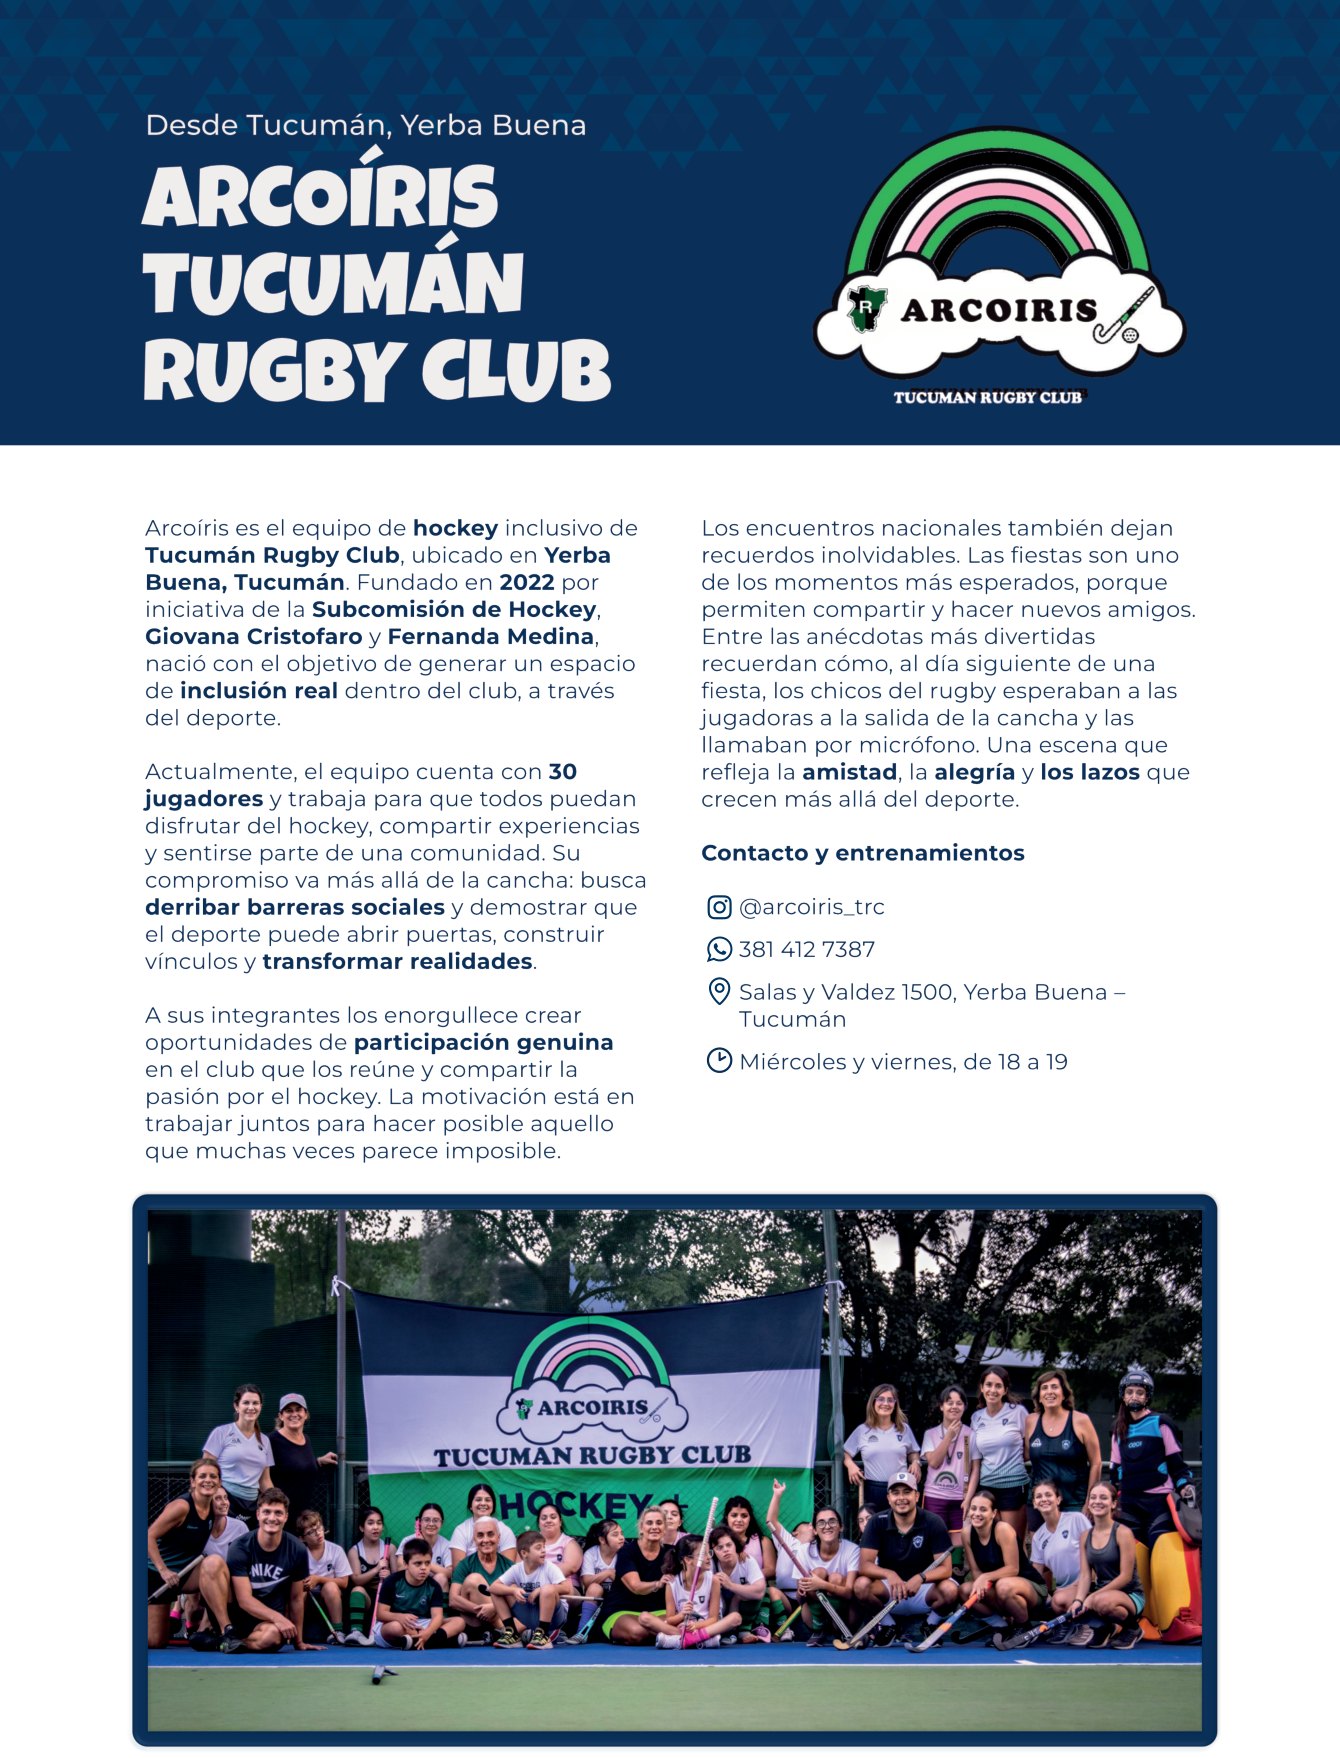 Desde Tucumán, Yerba Buena
ARCOÍRIS
TUCUMÁN
RUGBY CLUB
R ARCOIRIS
TUCUMAN RUGBY CLUB
Arcoíris es el equipo de hockey inclusivo de
Tucumán Rugby Club, ubicado en Yerba
Buena, Tucumán. Fundado en 2022 por
iniciativa de la Subcomisión de Hockey,
Giovana Cristofaro y Fernanda Medina,
nació con el objetivo de generar un espacio
de inclusión real dentro del club, a través
del deporte.
Actualmente, el equipo cuenta con 30
jugadores y trabaja para que todos puedan
disfrutar del hockey, compartir experiencias
y sentirse parte de una comunidad. Su
compromiso va más allá de la cancha: busca
derribar barreras sociales y demostrar que
el deporte puede abrir puertas, construir
vínculos y transformar realidades.
A sus integrantes los enorgullece crear
oportunidades de participación genuina
en el club que los reúne y compartir la
pasión por el hockey. La motivación está en
trabajar juntos para hacer posible aquello
que muchas veces parece imposible.
Los encuentros nacionales también dejan
recuerdos inolvidables. Las fiestas son uno
de los momentos más esperados, porque
permiten compartir y hacer nuevos amigos.
Entre las anécdotas más divertidas
recuerdan cómo, al día siguiente de una
fiesta, los chicos del rugby esperaban a las
jugadoras a la salida de la cancha y las
llamaban por micrófono. Una escena que
refleja la amistad, la alegría y los lazos que
crecen más allá del deporte.
Contacto y entrenamientos
@arcoiris_trc
381 412 7387
Salas y Valdez 1500, Yerba Buena –
Tucumán
Miércoles y viernes, de 18 a 19
ARCOIRIS
TUCUMAN RUGBY CLUB
HOCKEY +
NIKE